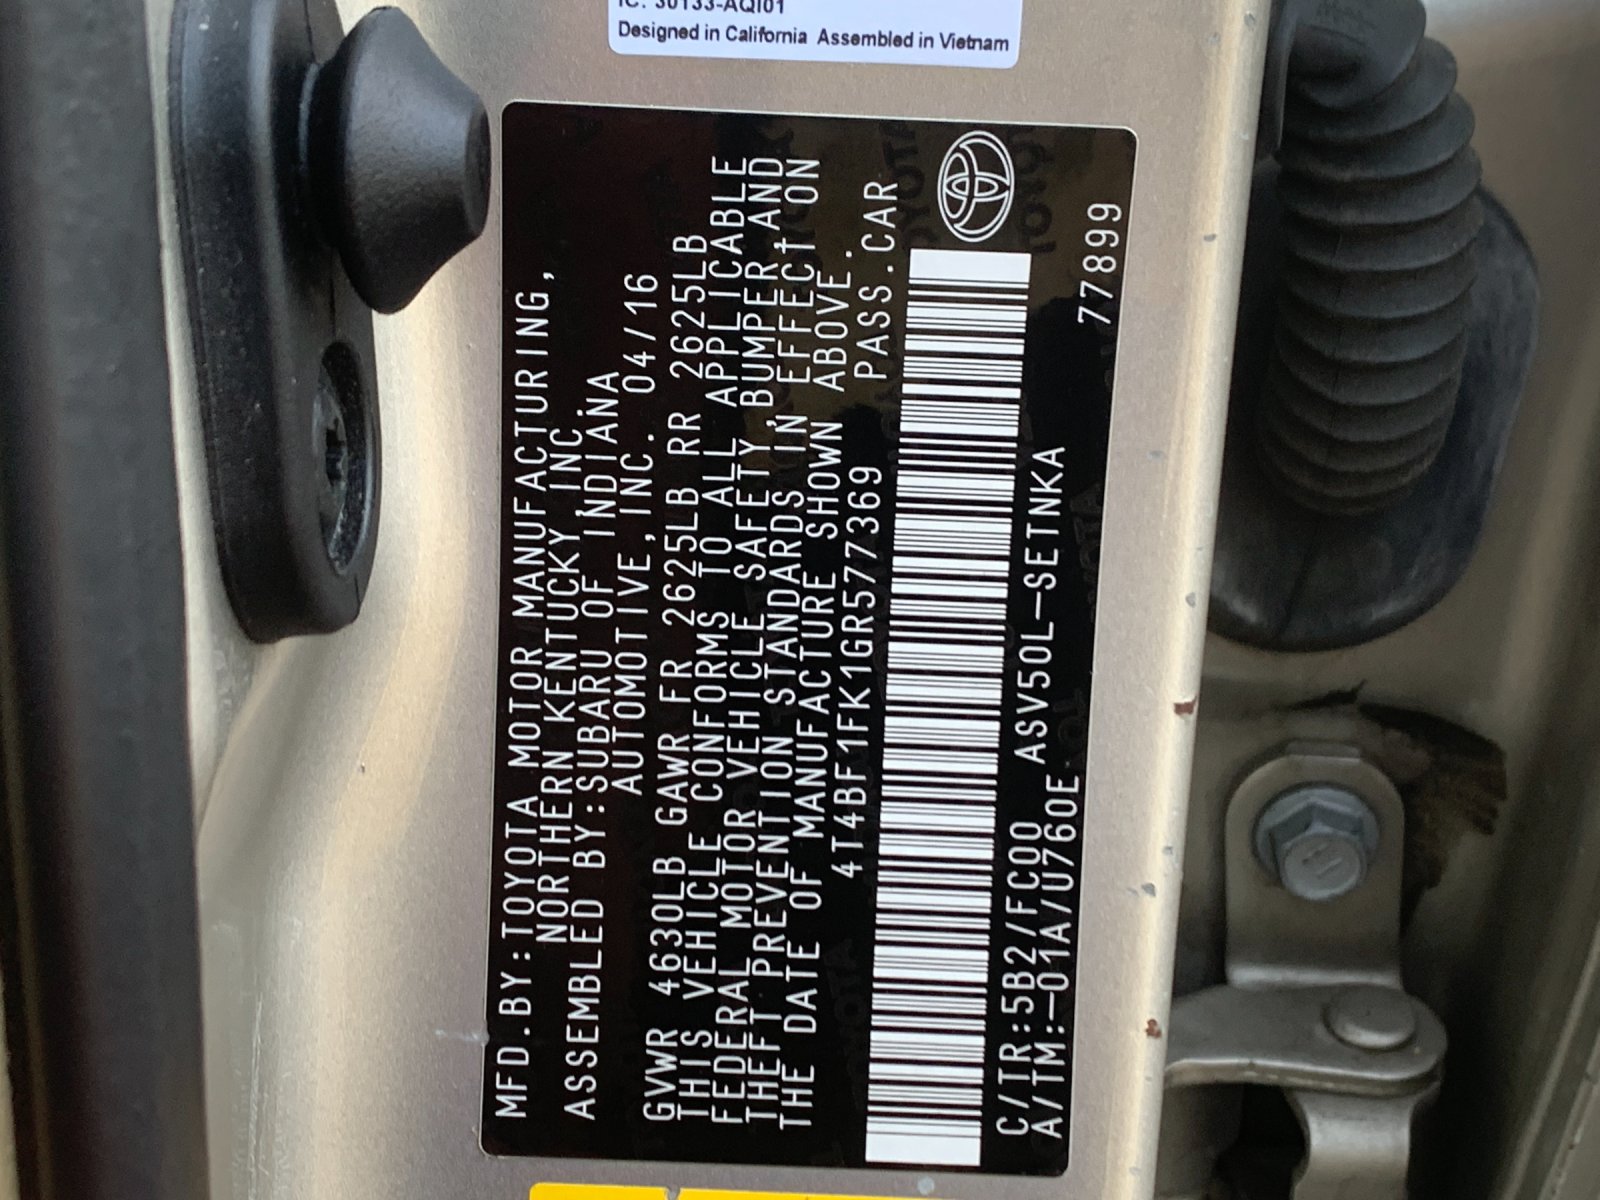 IC: 30133-AQI01
Designed in California Assembled in Vietnam
MFD.BY:TOYOTA MOTOR MANUFACTURING,
NORTHERN KENTUCKY,INC.
ASSEMBLED BY:SUBARU OF INDIANA
AUTOMOTIVE,INC. 04/16
GVWR 4630LB GAWR FR 2625LB RR 2625LB
THIS VEHICLE CONFORMS TO ALL APPLICABLE
FEDERAL MOTOR VEHICLE SAFETY,BUMPER,AND
THEFT PREVENTION STANDARDS IN EFFECT ON
THE DATE OF MANUFACTURE SHOWN ABOVE.
4T4BF1FK1GR577369 PASS.CAR
C/TR:5B2/FC00 ASV50L-SETNKA
A/TM:-01A/U760E
77899